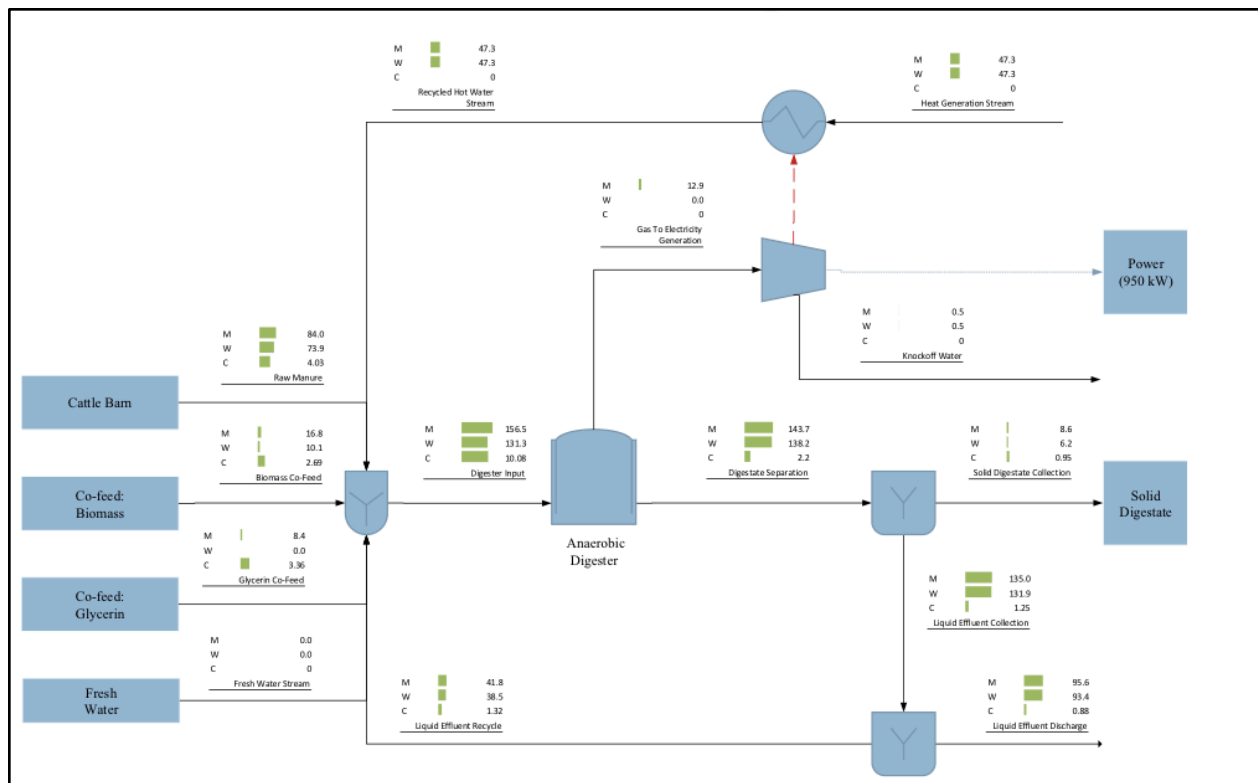 M 47.3
W 47.3
C 0
Recycled Hot Water
Stream
M 47.3
W 47.3
C 0
Heat Generation Stream
M 12.9
W 0.0
C 0
Gas To Electricity
Generation
Power
(950 kW)
M 0.5
W 0.5
C 0
Knockoff Water
M 84.0
W 73.9
C 4.03
Raw Manure
Cattle Barn
M 16.8
W 10.1
C 2.69
Biomass Co-Feed
M 156.5
W 131.3
C 10.08
Digester Input
M 143.7
W 138.2
C 2.2
Digestate Separation
M 8.6
W 6.2
C 0.95
Solid Digestate Collection
Co-feed:
Biomass
Solid
Digestate
Anaerobic
Digester
M 8.4
W 0.0
C 3.36
Glycerin Co-Feed
Co-feed:
Glycerin
M 135.0
W 131.9
C 1.25
Liquid Effluent Collection
M 0.0
W 0.0
C 0
Fresh Water Stream
Fresh
Water
M 41.8
W 38.5
C 1.32
Liquid Effluent Recycle
M 95.6
W 93.4
C 0.88
Liquid Effluent Discharge